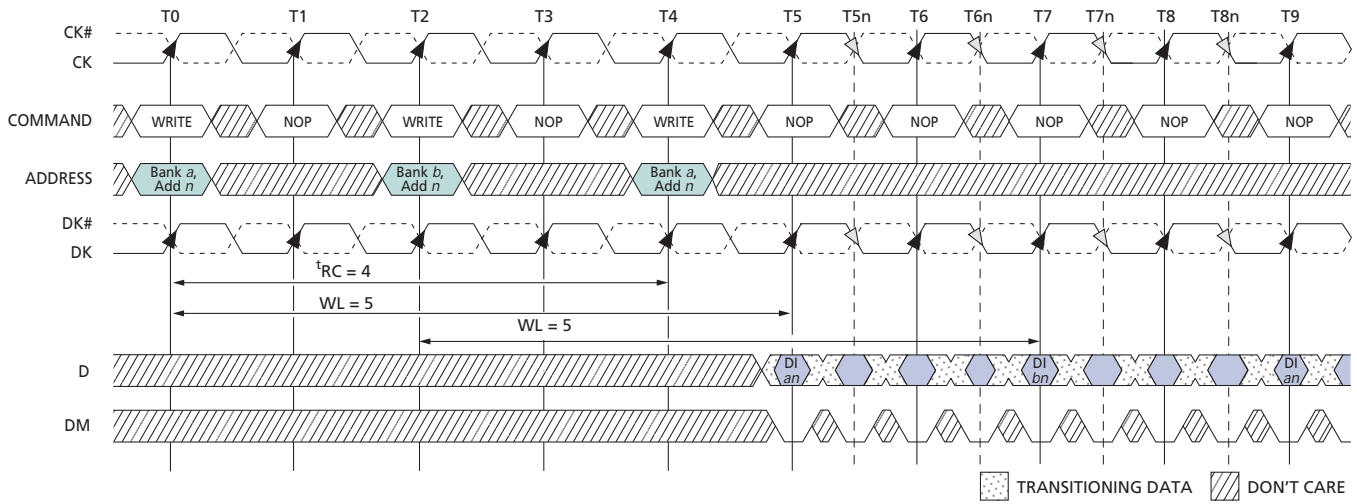 T0 T1 T2 T3 T4 T5 T5n T6 T6n T7 T7n T8 T8n T9
CK#
CK
COMMAND WRITE NOP WRITE NOP WRITE NOP NOP NOP NOP NOP
ADDRESS Bank a, Add n Bank b, Add n Bank a, Add n
DK#
DK
tRC = 4
WL = 5
WL = 5
D DI an DI bn DI an
DM
TRANSITIONING DATA DON'T CARE